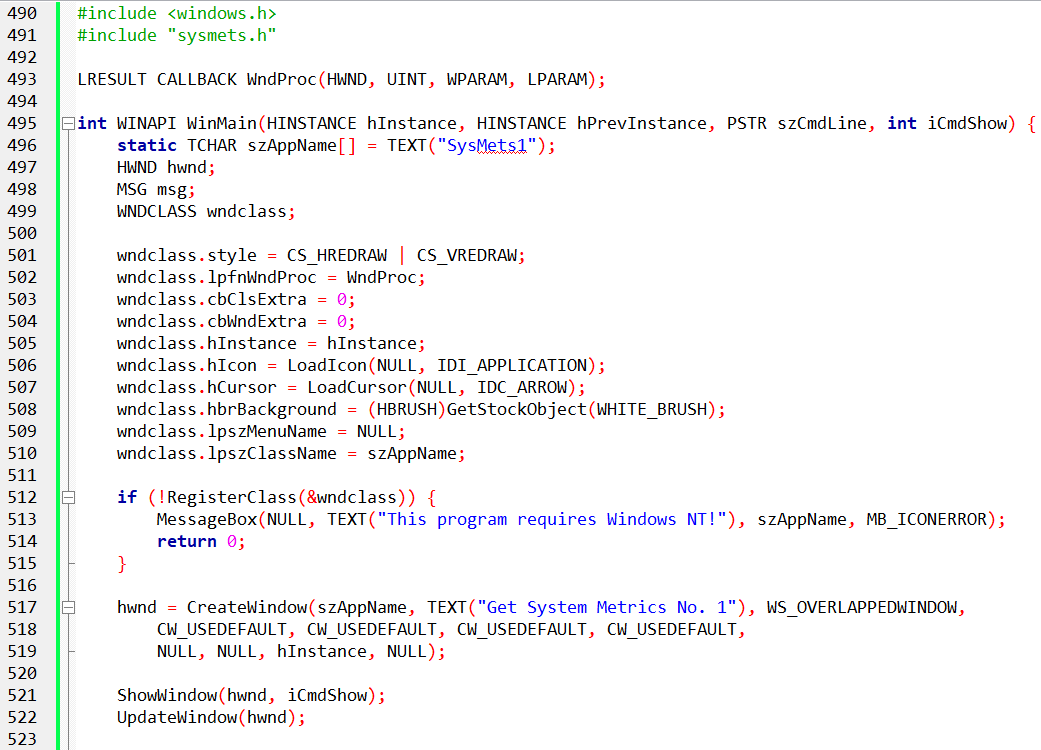 490 #include <windows.h>
491 #include "sysmets.h"
492
493 LRESULT CALLBACK WndProc(HWND, UINT, WPARAM, LPARAM);
494
495 int WINAPI WinMain(HINSTANCE hInstance, HINSTANCE hPrevInstance, PSTR szCmdLine, int iCmdShow) {
496     static TCHAR szAppName[] = TEXT("SysMets1");
497     HWND hwnd;
498     MSG msg;
499     WNDCLASS wndclass;
500
501     wndclass.style = CS_HREDRAW | CS_VREDRAW;
502     wndclass.lpfnWndProc = WndProc;
503     wndclass.cbClsExtra = 0;
504     wndclass.cbWndExtra = 0;
505     wndclass.hInstance = hInstance;
506     wndclass.hIcon = LoadIcon(NULL, IDI_APPLICATION);
507     wndclass.hCursor = LoadCursor(NULL, IDC_ARROW);
508     wndclass.hbrBackground = (HBRUSH)GetStockObject(WHITE_BRUSH);
509     wndclass.lpszMenuName = NULL;
510     wndclass.lpszClassName = szAppName;
511
512     if (!RegisterClass(&wndclass)) {
513         MessageBox(NULL, TEXT("This program requires Windows NT!"), szAppName, MB_ICONERROR);
514         return 0;
515     }
516
517     hwnd = CreateWindow(szAppName, TEXT("Get System Metrics No. 1"), WS_OVERLAPPEDWINDOW,
518         CW_USEDEFAULT, CW_USEDEFAULT, CW_USEDEFAULT, CW_USEDEFAULT,
519         NULL, NULL, hInstance, NULL);
520
521     ShowWindow(hwnd, iCmdShow);
522     UpdateWindow(hwnd);
523